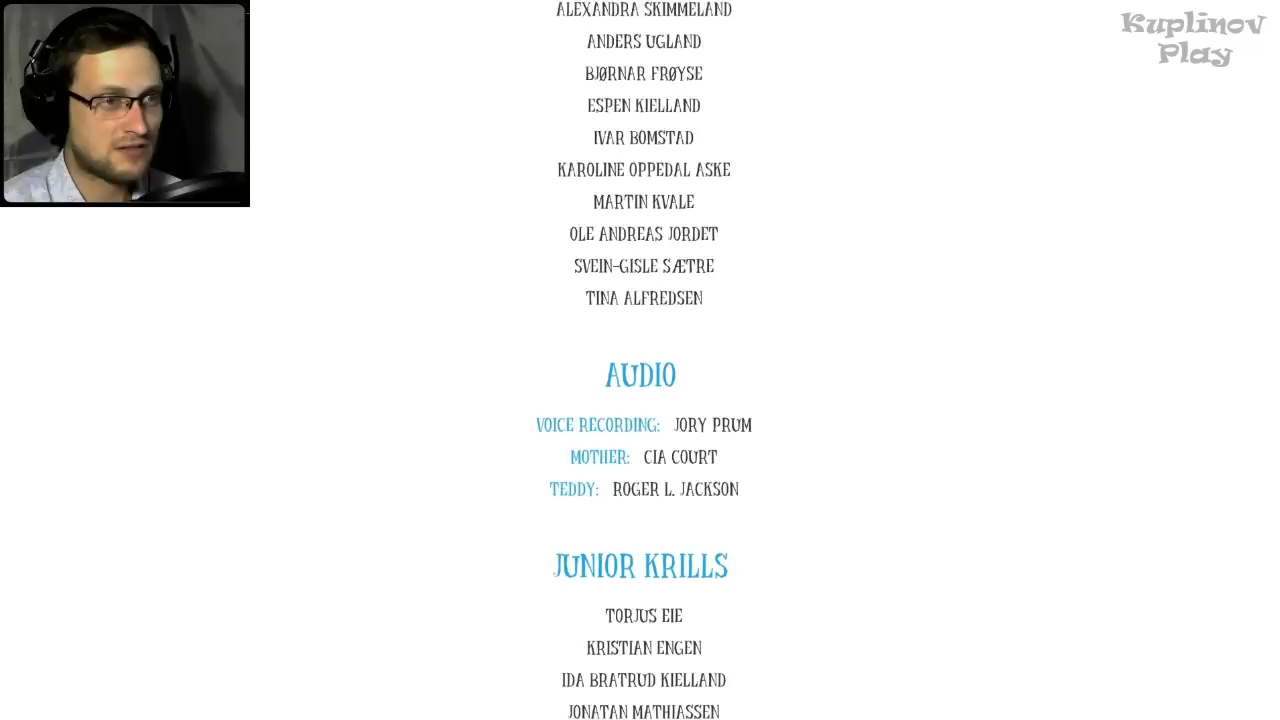 Kuplinov
Play
ALEXANDRA SKIMMELAND
ANDERS UGLAND
BJØRNAR FRØYSE
ESPEN KIELLAND
IVAR BOMSTAD
KAROLINE OPPEDAL ASKE
MARTIN KVALE
OLE ANDREAS JORDET
SVEIN-GISLE SÆTRE
TINA ALFREDSEN
AUDIO
VOICE RECORDING: JORY PRUM
MOTHER: CIA COURT
TEDDY: ROGER L. JACKSON
JUNIOR KRILLS
TORJUS EIE
KRISTIAN ENGEN
IDA BRATRUD KIELLAND
JONATAN MATHIASSEN